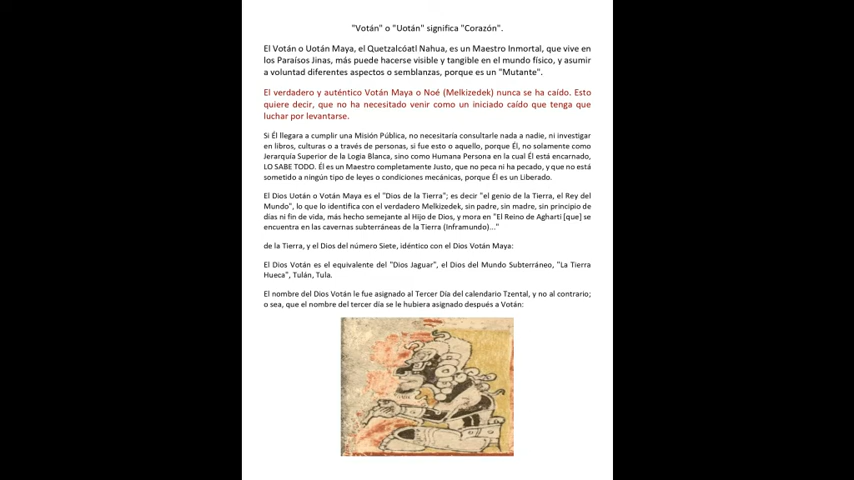 "Votán" o "Uotán" significa "Corazón".
El Votán o Uotán Maya, el Quetzalcóatl Nahua, es un Maestro Inmortal, que vive en
los Paraísos Jinas, más puede hacerse visible y tangible en el mundo físico, y asumir
a voluntad diferentes aspectos o semblanzas, porque es un "Mutante".
El verdadero y auténtico Votán Maya o Noé (Melkizedek) nunca se ha caído. Esto
quiere decir, que no ha necesitado venir como un iniciado caído que tenga que
luchar por levantarse.
Si Él llegara a cumplir una Misión Pública, no necesitaría consultarle nada a nadie, ni investigar
en libros, culturas o a través de personas, si fue esto o aquello, porque Él, no solamente como
Jerarquía Superior de la Logia Blanca, sino como Humana Persona en la cual Él está encarnado,
LO SABE TODO. Él es un Maestro completamente Justo, que no peca ni ha pecado, y que no está
sometido a ningún tipo de leyes o condiciones mecánicas, porque Él es un Liberado.
El Dios Uotán o Votán Maya es el "Dios de la Tierra"; es decir "el genio de la Tierra, el Rey del
Mundo", lo que lo identifica con el verdadero Melkizedek, sin padre, sin madre, sin principio de
días ni fin de vida, más hecho semejante al Hijo de Dios, y mora en "El Reino de Agharti [que] se
encuentra en las cavernas subterráneas de la Tierra (Inframundo)..."
de la Tierra, y el Dios del número Siete, idéntico con el Dios Votán Maya:
El Dios Votán es el equivalente del "Dios Jaguar", el Dios del Mundo Subterráneo, "La Tierra
Hueca", Tulán, Tula.
El nombre del Dios Votán le fue asignado al Tercer Día del calendario Tzental, y no al contrario;
o sea, que el nombre del tercer día se le hubiera asignado después a Votán: